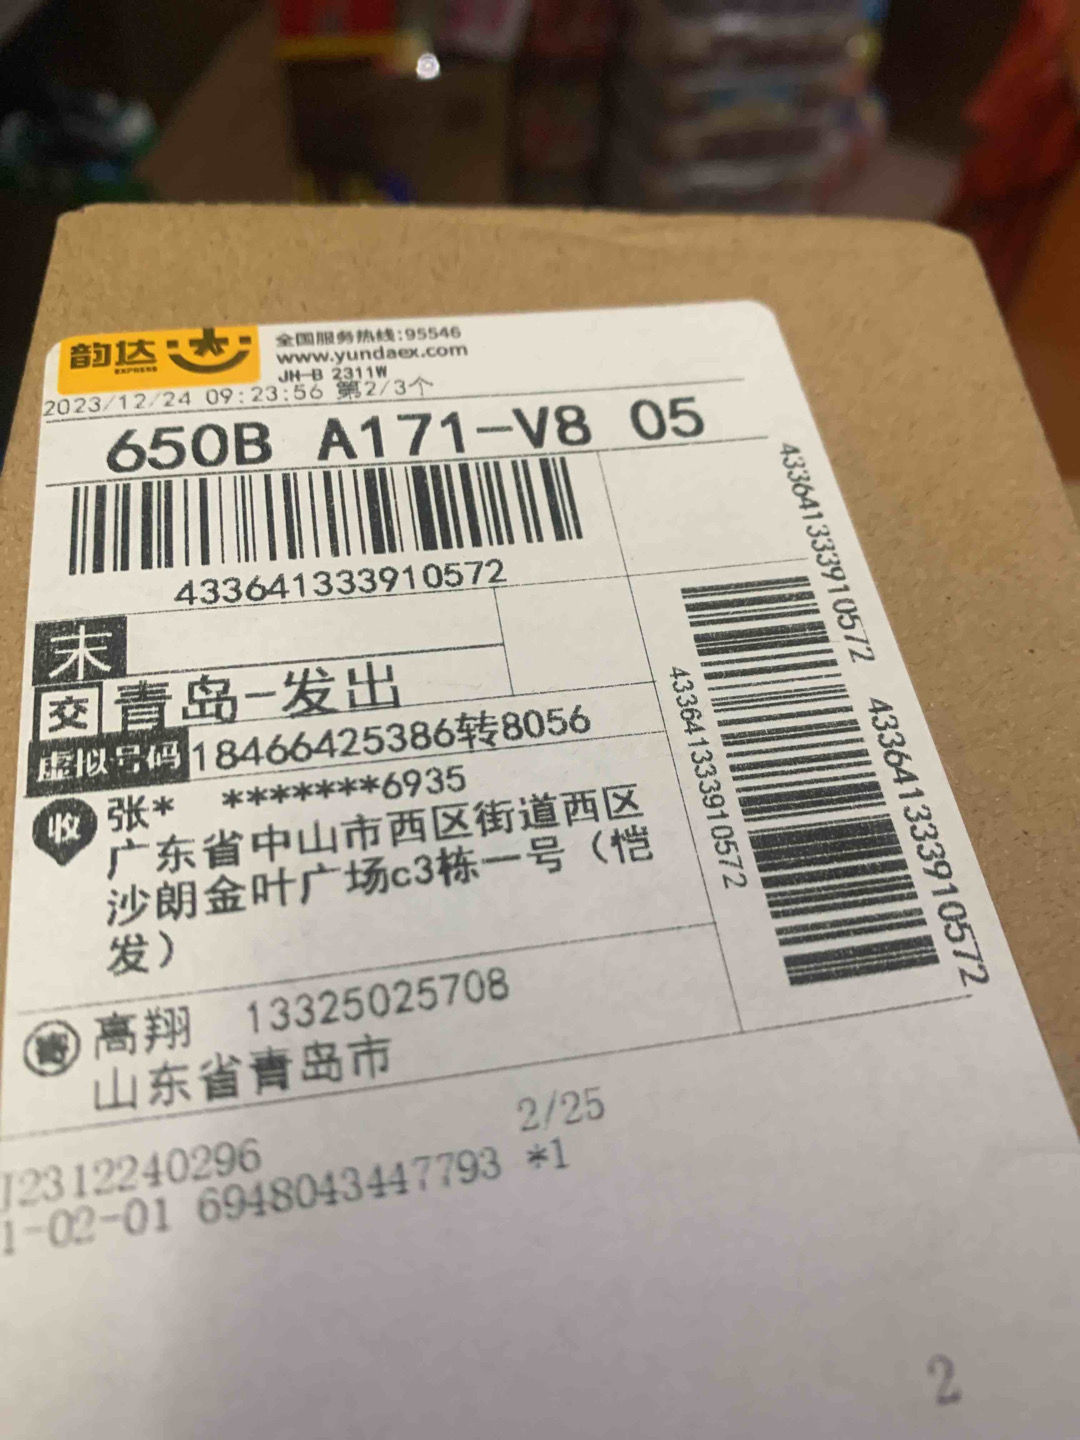 韵达
EXPRESS
全国服务热线:95546
www.yundaex.com
JH-B 2311W
2023/12/24 09:23:56 第2/3个
650B A171-V8 05
433641333910572
末
交 青岛-发出
虚拟号码 18466425386转8056
收 张* *******6935
广东省中山市西区街道西区
沙朗金叶广场c3栋一号（恺
发）
寄 高翔 13325025708
山东省青岛市
433641333910572
433641333910572
433641333910572
J2312240296 2/25
1-02-01 6948043447793 *1
2